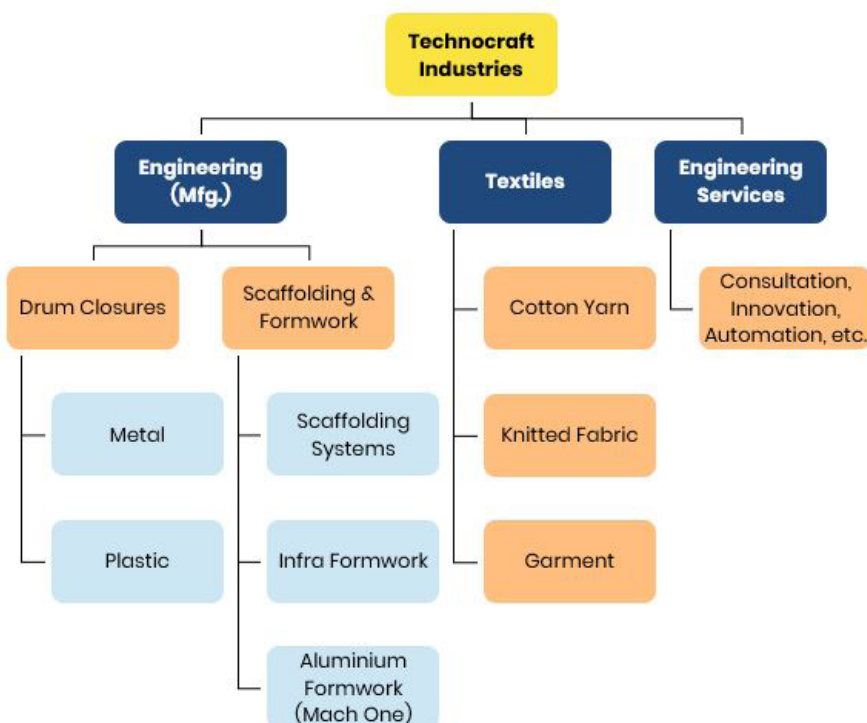 Technocraft
Industries
Engineering
(Mfg.)
Textiles
Engineering
Services
Drum Closures
Scaffolding &
Formwork
Cotton Yarn
Consultation,
Innovation,
Automation, etc.
Metal
Scaffolding
Systems
Knitted Fabric
Plastic
Infra Formwork
Garment
Aluminium
Formwork
(Mach One)